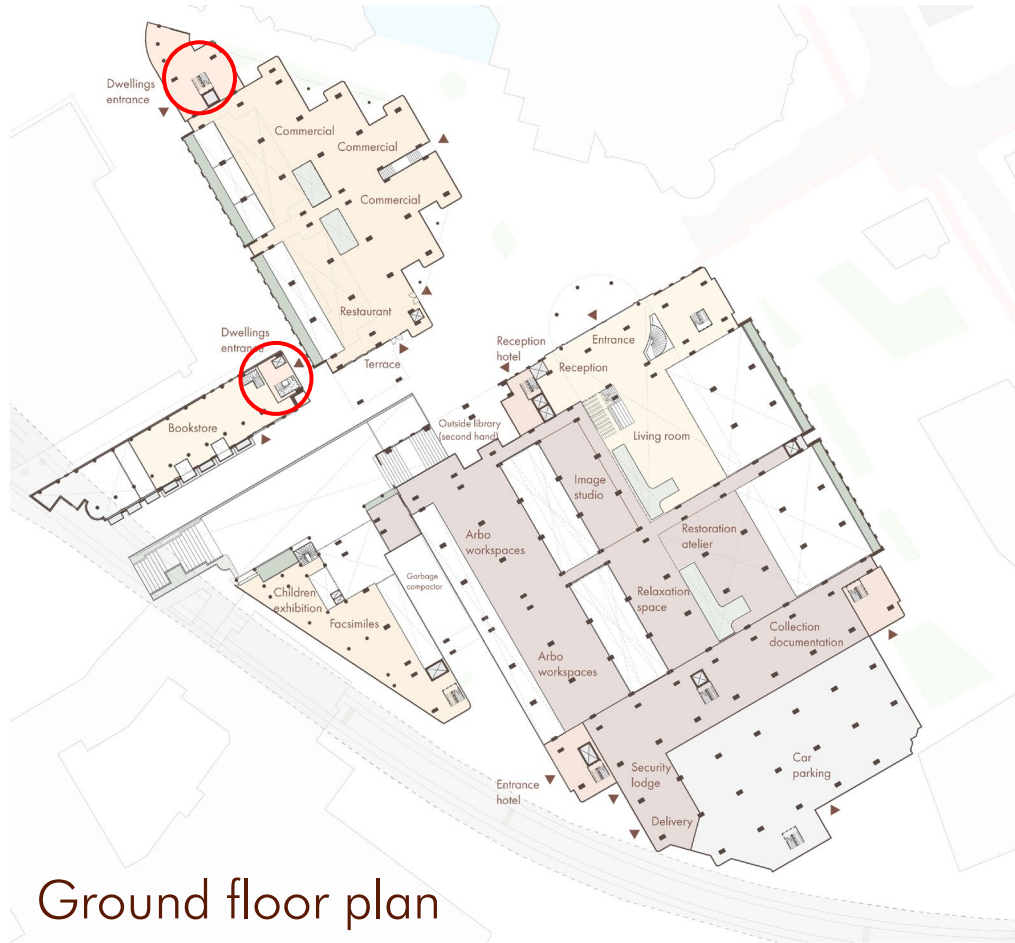 Dwellings
entrance
Commercial
Commercial
Commercial
Restaurant
Dwellings
entrance
Terrace
Bookstore
Reception
hotel
Entrance
Reception
Outside library
(second hand)
Living room
Image
studio
Arbo
workspaces
Restoration
atelier
Garbage
compactor
Children
exhibition
Facsimiles
Relaxation
space
Collection
documentation
Arbo
workspaces
Entrance
hotel
Security
lodge
Car
parking
Delivery
Ground floor plan